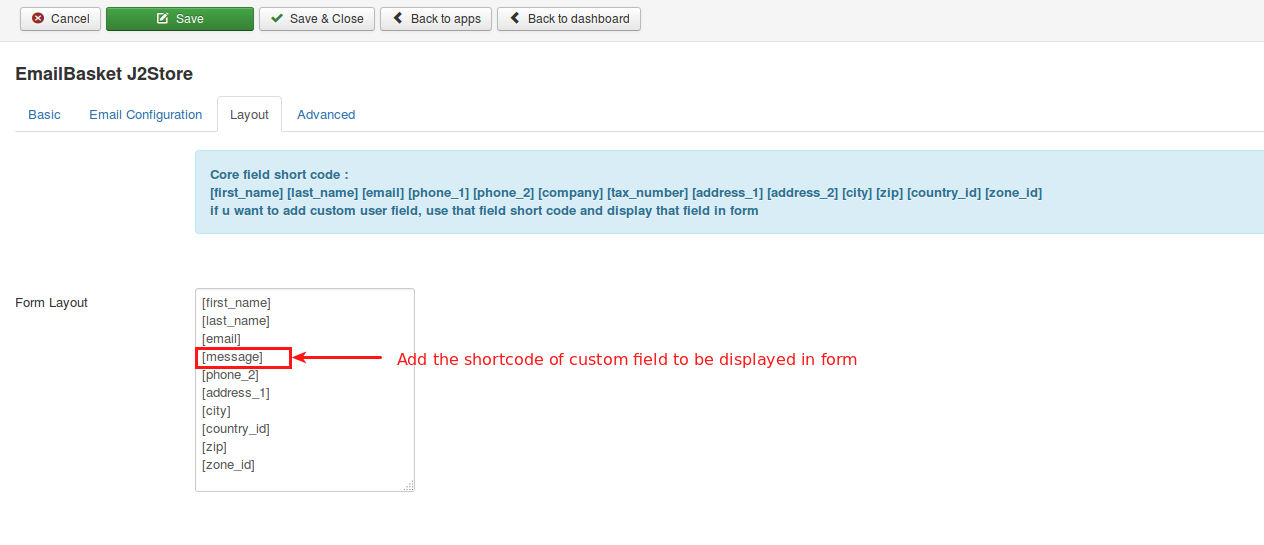 Cancel Save Save & Close Back to apps Back to dashboard
EmailBasket J2Store
Basic Email Configuration Layout Advanced
Core field short code :
[first_name] [last_name] [email] [phone_1] [phone_2] [company] [tax_number] [address_1] [address_2] [city] [zip] [country_id] [zone_id]
if u want to add custom user field, use that field short code and display that field in form
Form Layout
[first_name]
[last_name]
[email]
[message]
Add the shortcode of custom field to be displayed in form
[phone_2]
[address_1]
[city]
[country_id]
[zip]
[zone_id]